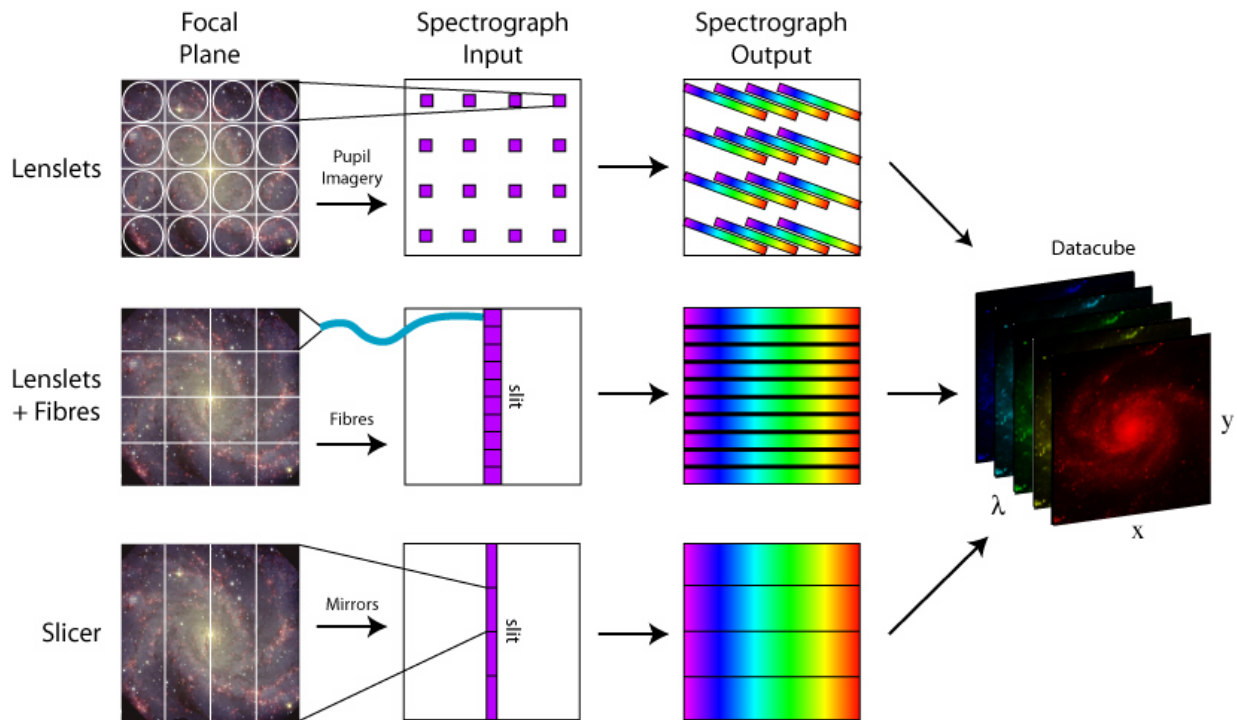 Focal
Plane
Spectrograph
Input
Spectrograph
Output
Lenslets
Pupil
Imagery
Datacube
Lenslets
+ Fibres
Fibres
slit
y
λ
x
Slicer
Mirrors
slit